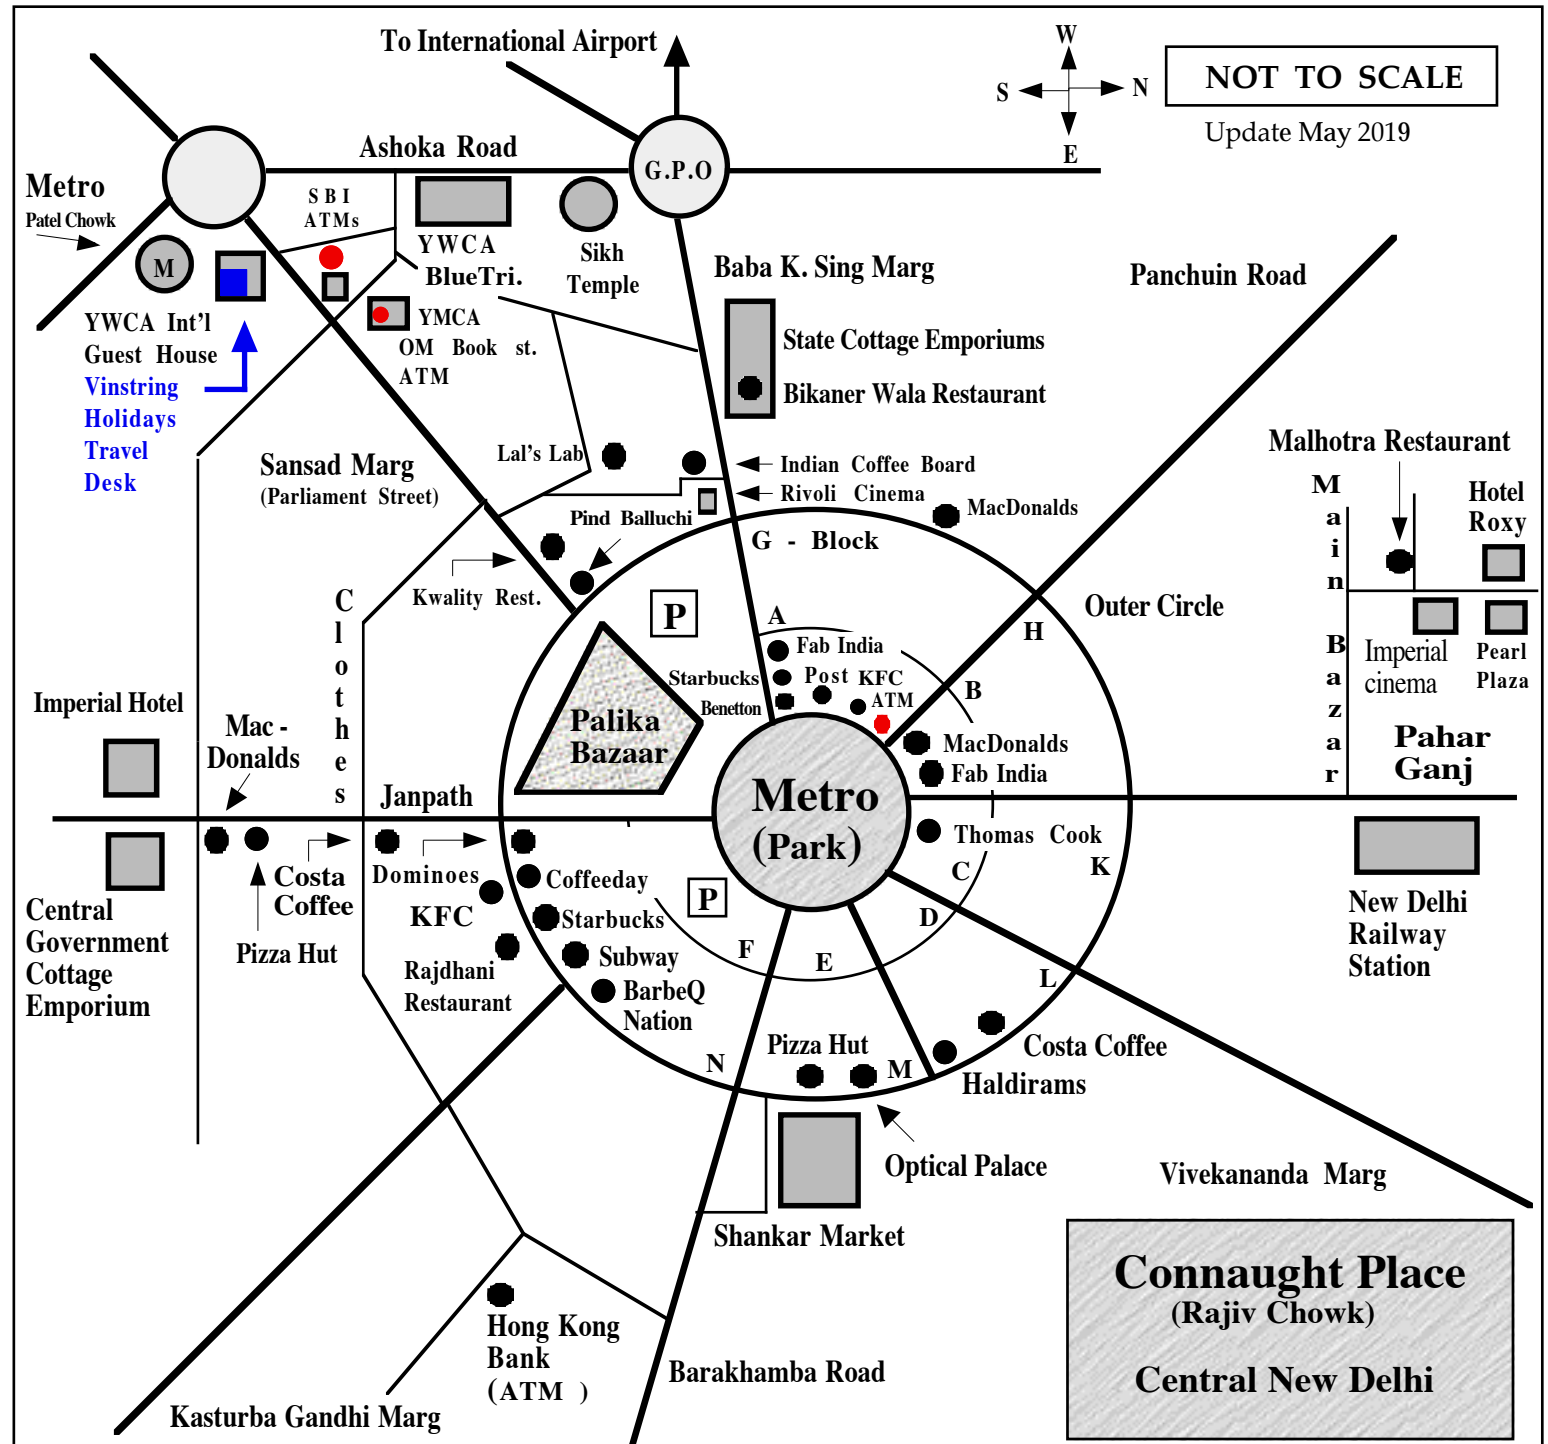 To International Airport
W
S
N
E
NOT TO SCALE
Update May 2019
Ashoka Road
G.P.O
Metro
Patel Chowk
SBI
ATMs
M
YWCA
BlueTri.
Sikh
Temple
Baba K. Sing Marg
Panchuin Road
YWCA Int'l
Guest House
Vinstring
Holidays
Travel
Desk
YMCA
OM Book st.
ATM
State Cottage Emporiums
Bikaner Wala Restaurant
Malhotra Restaurant
Sansad Marg
(Parliament Street)
Lal's Lab
Indian Coffee Board
Rivoli Cinema
MacDonalds
Main Bazar
Hotel
Roxy
Pind Balluchi
G - Block
Kwality Rest.
Clothes
P
A
Outer Circle
H
Fab India
Starbucks
Post
KFC
Benetton
ATM
B
Imperial
cinema
Pearl
Plaza
Imperial Hotel
Mac -
Donalds
Palika
Bazaar
MacDonalds
Fab India
Pahar
Ganj
Janpath
Metro
(Park)
Thomas Cook
C
K
Costa
Coffee
Dominoes
Coffeeday
P
KFC
Starbucks
D
New Delhi
Railway
Station
Central
Government
Cottage
Emporium
Pizza Hut
Rajdhani
Restaurant
Subway
F
E
L
BarbeQ
Nation
N
Pizza Hut
M
Costa Coffee
Haldirams
Optical Palace
Vivekananda Marg
Shankar Market
Connaught Place
(Rajiv Chowk)
Central New Delhi
Hong Kong
Bank
(ATM )
Barakhamba Road
Kasturba Gandhi Marg